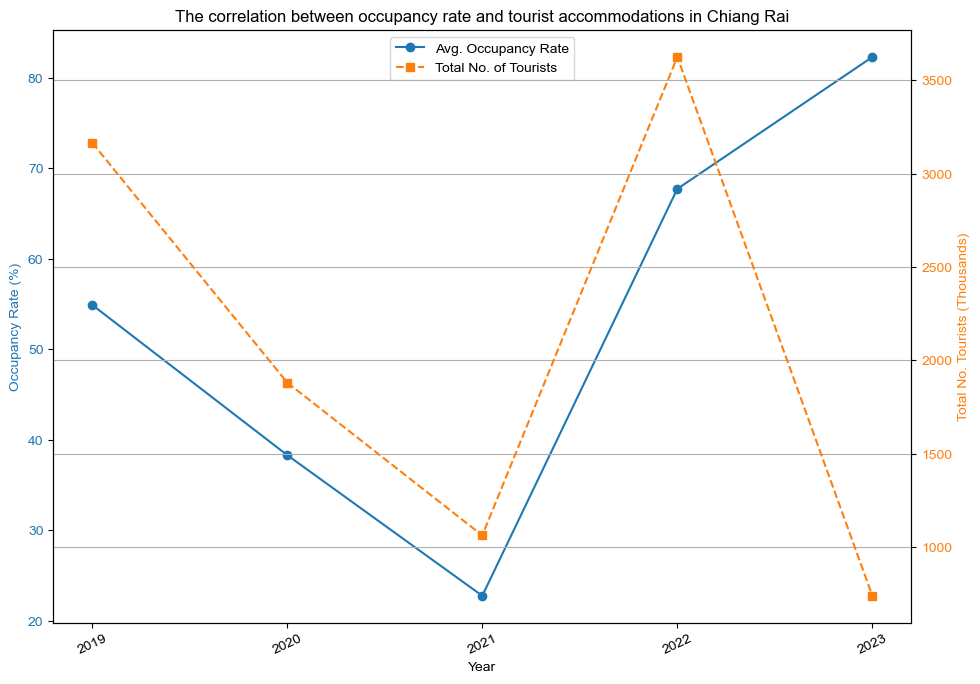 The correlation between occupancy rate and tourist accommodations in Chiang Rai
Avg. Occupancy Rate
Total No. of Tourists
Occupancy Rate (%)
80
70
60
50
40
30
20
3500
3000
2500
2000
1500
1000
Total No. Tourists (Thousands)
2019 2020 2021 2022 2023
Year